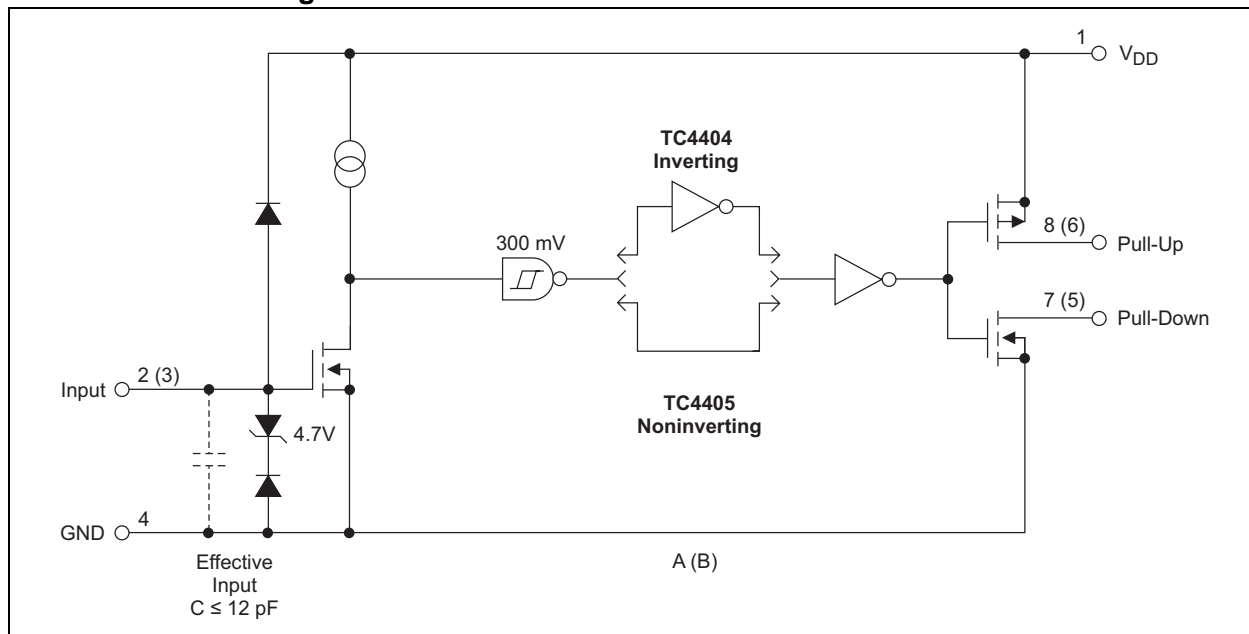 1
V_DD
TC4404
Inverting
300 mV
8 (6)
Pull-Up
7 (5)
Pull-Down
Input
2 (3)
4.7V
TC4405
Noninverting
GND
4
Effective
Input
C ≤ 12 pF
A (B)